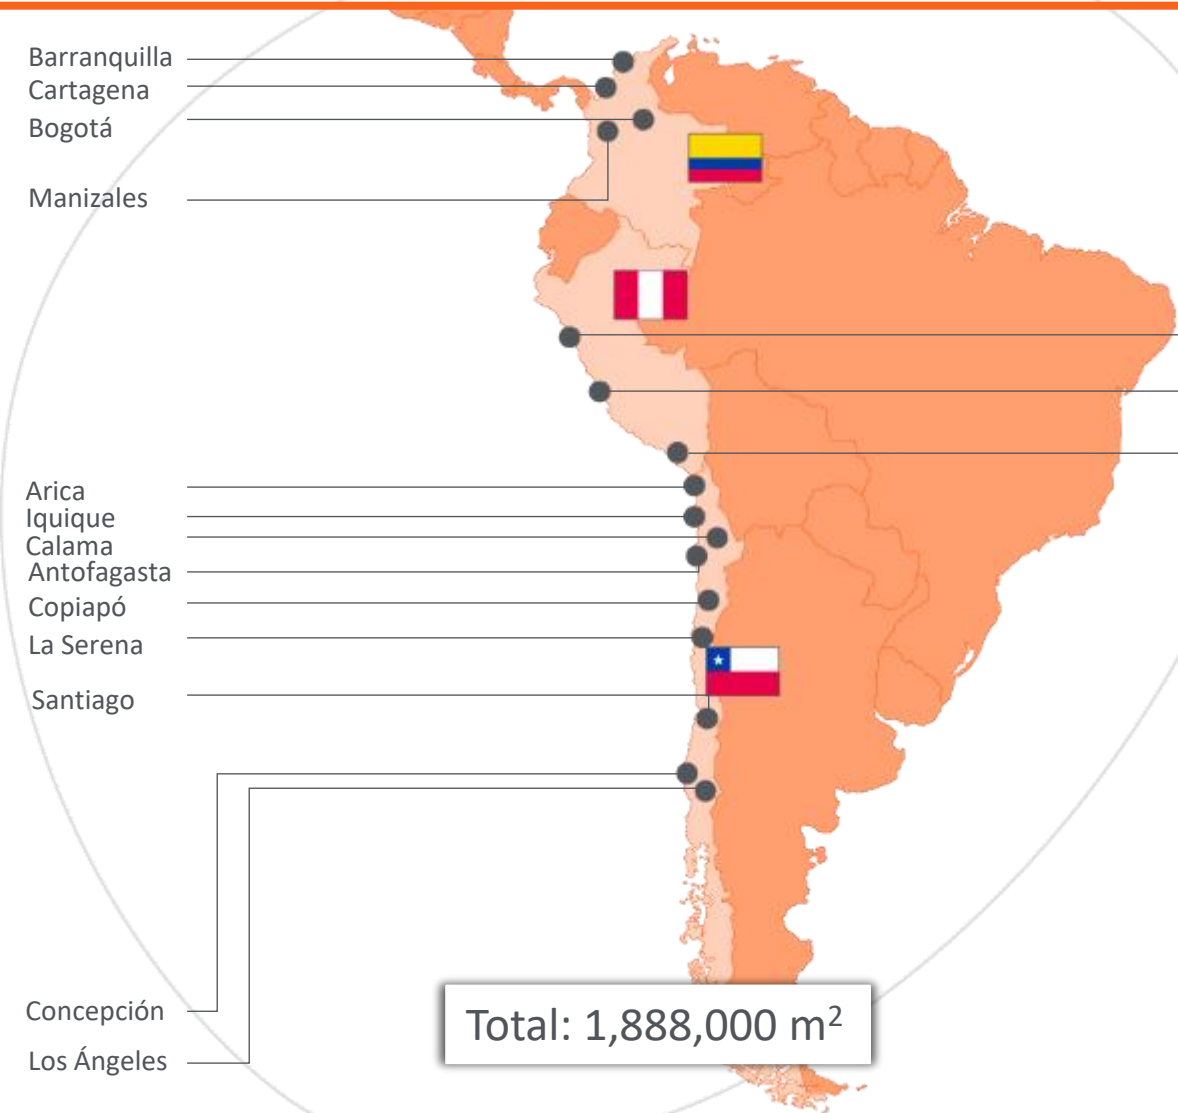 Barranquilla
Cartagena
Bogotá
Manizales
Arica
Iquique
Calama
Antofagasta
Copiapó
La Serena
Santiago
Concepción
Los Ángeles
Total: 1,888,000 m²